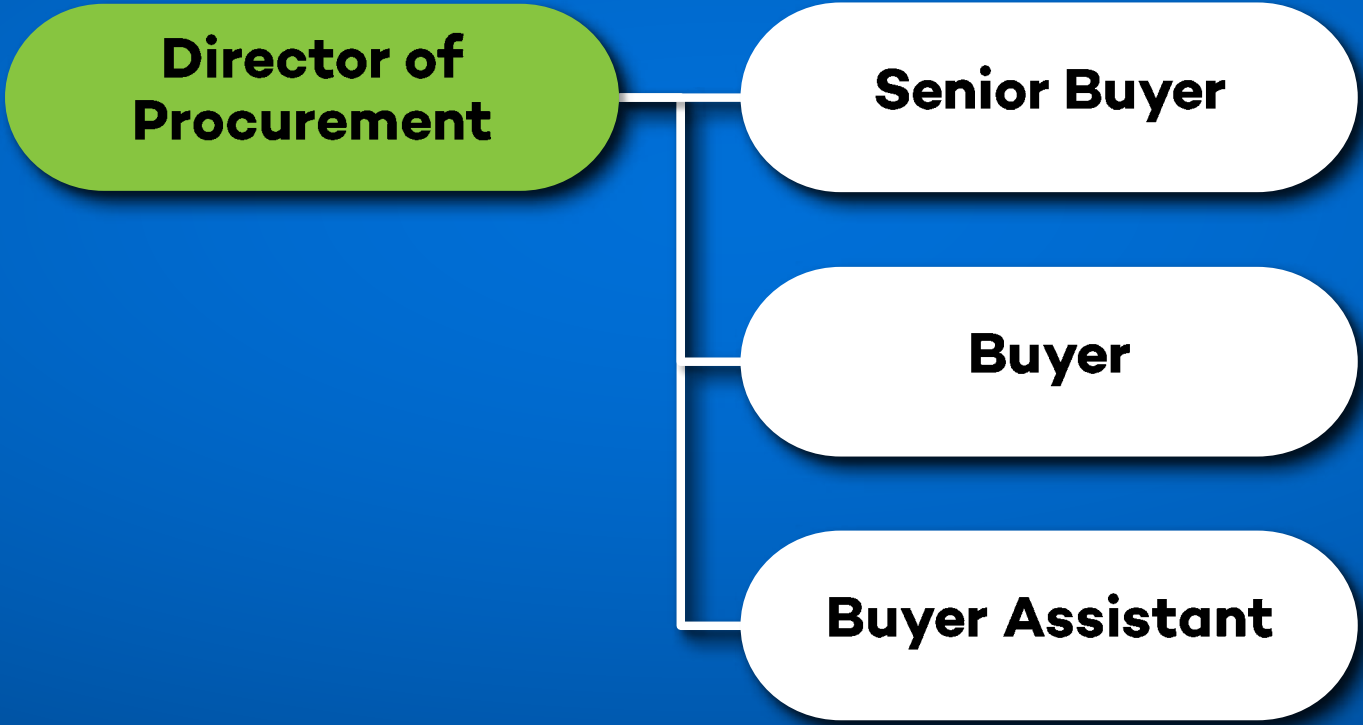 Director of
Procurement
Senior Buyer
Buyer
Buyer Assistant